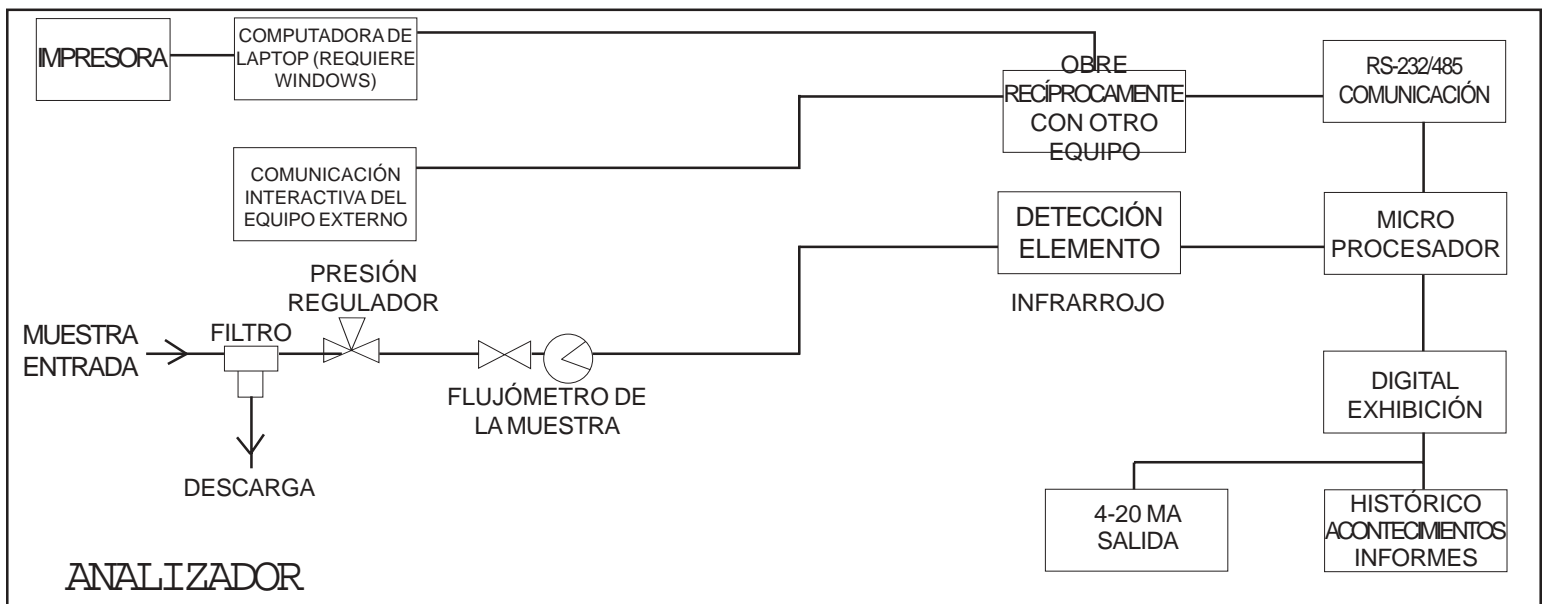 IMPRESORA
COMPUTADORA DE
LAPTOP (REQUIERE
WINDOWS)
OBRE
RECÍPROCAMENTE
CON OTRO
EQUIPO
RS-232/485
COMUNICACIÓN
COMUNICACIÓN
INTERACTIVA DEL
EQUIPO EXTERNO
DETECCIÓN
ELEMENTO
INFRARROJO
MICRO
PROCESADOR
PRESIÓN
REGULADOR
FILTRO
MUESTRA
ENTRADA
FLUJÓMETRO DE
LA MUESTRA
DESCARGA
DIGITAL
EXHIBICIÓN
4-20 MA
SALIDA
HISTÓRICO
ACONTECIMIENTOS
INFORMES
ANALIZADOR